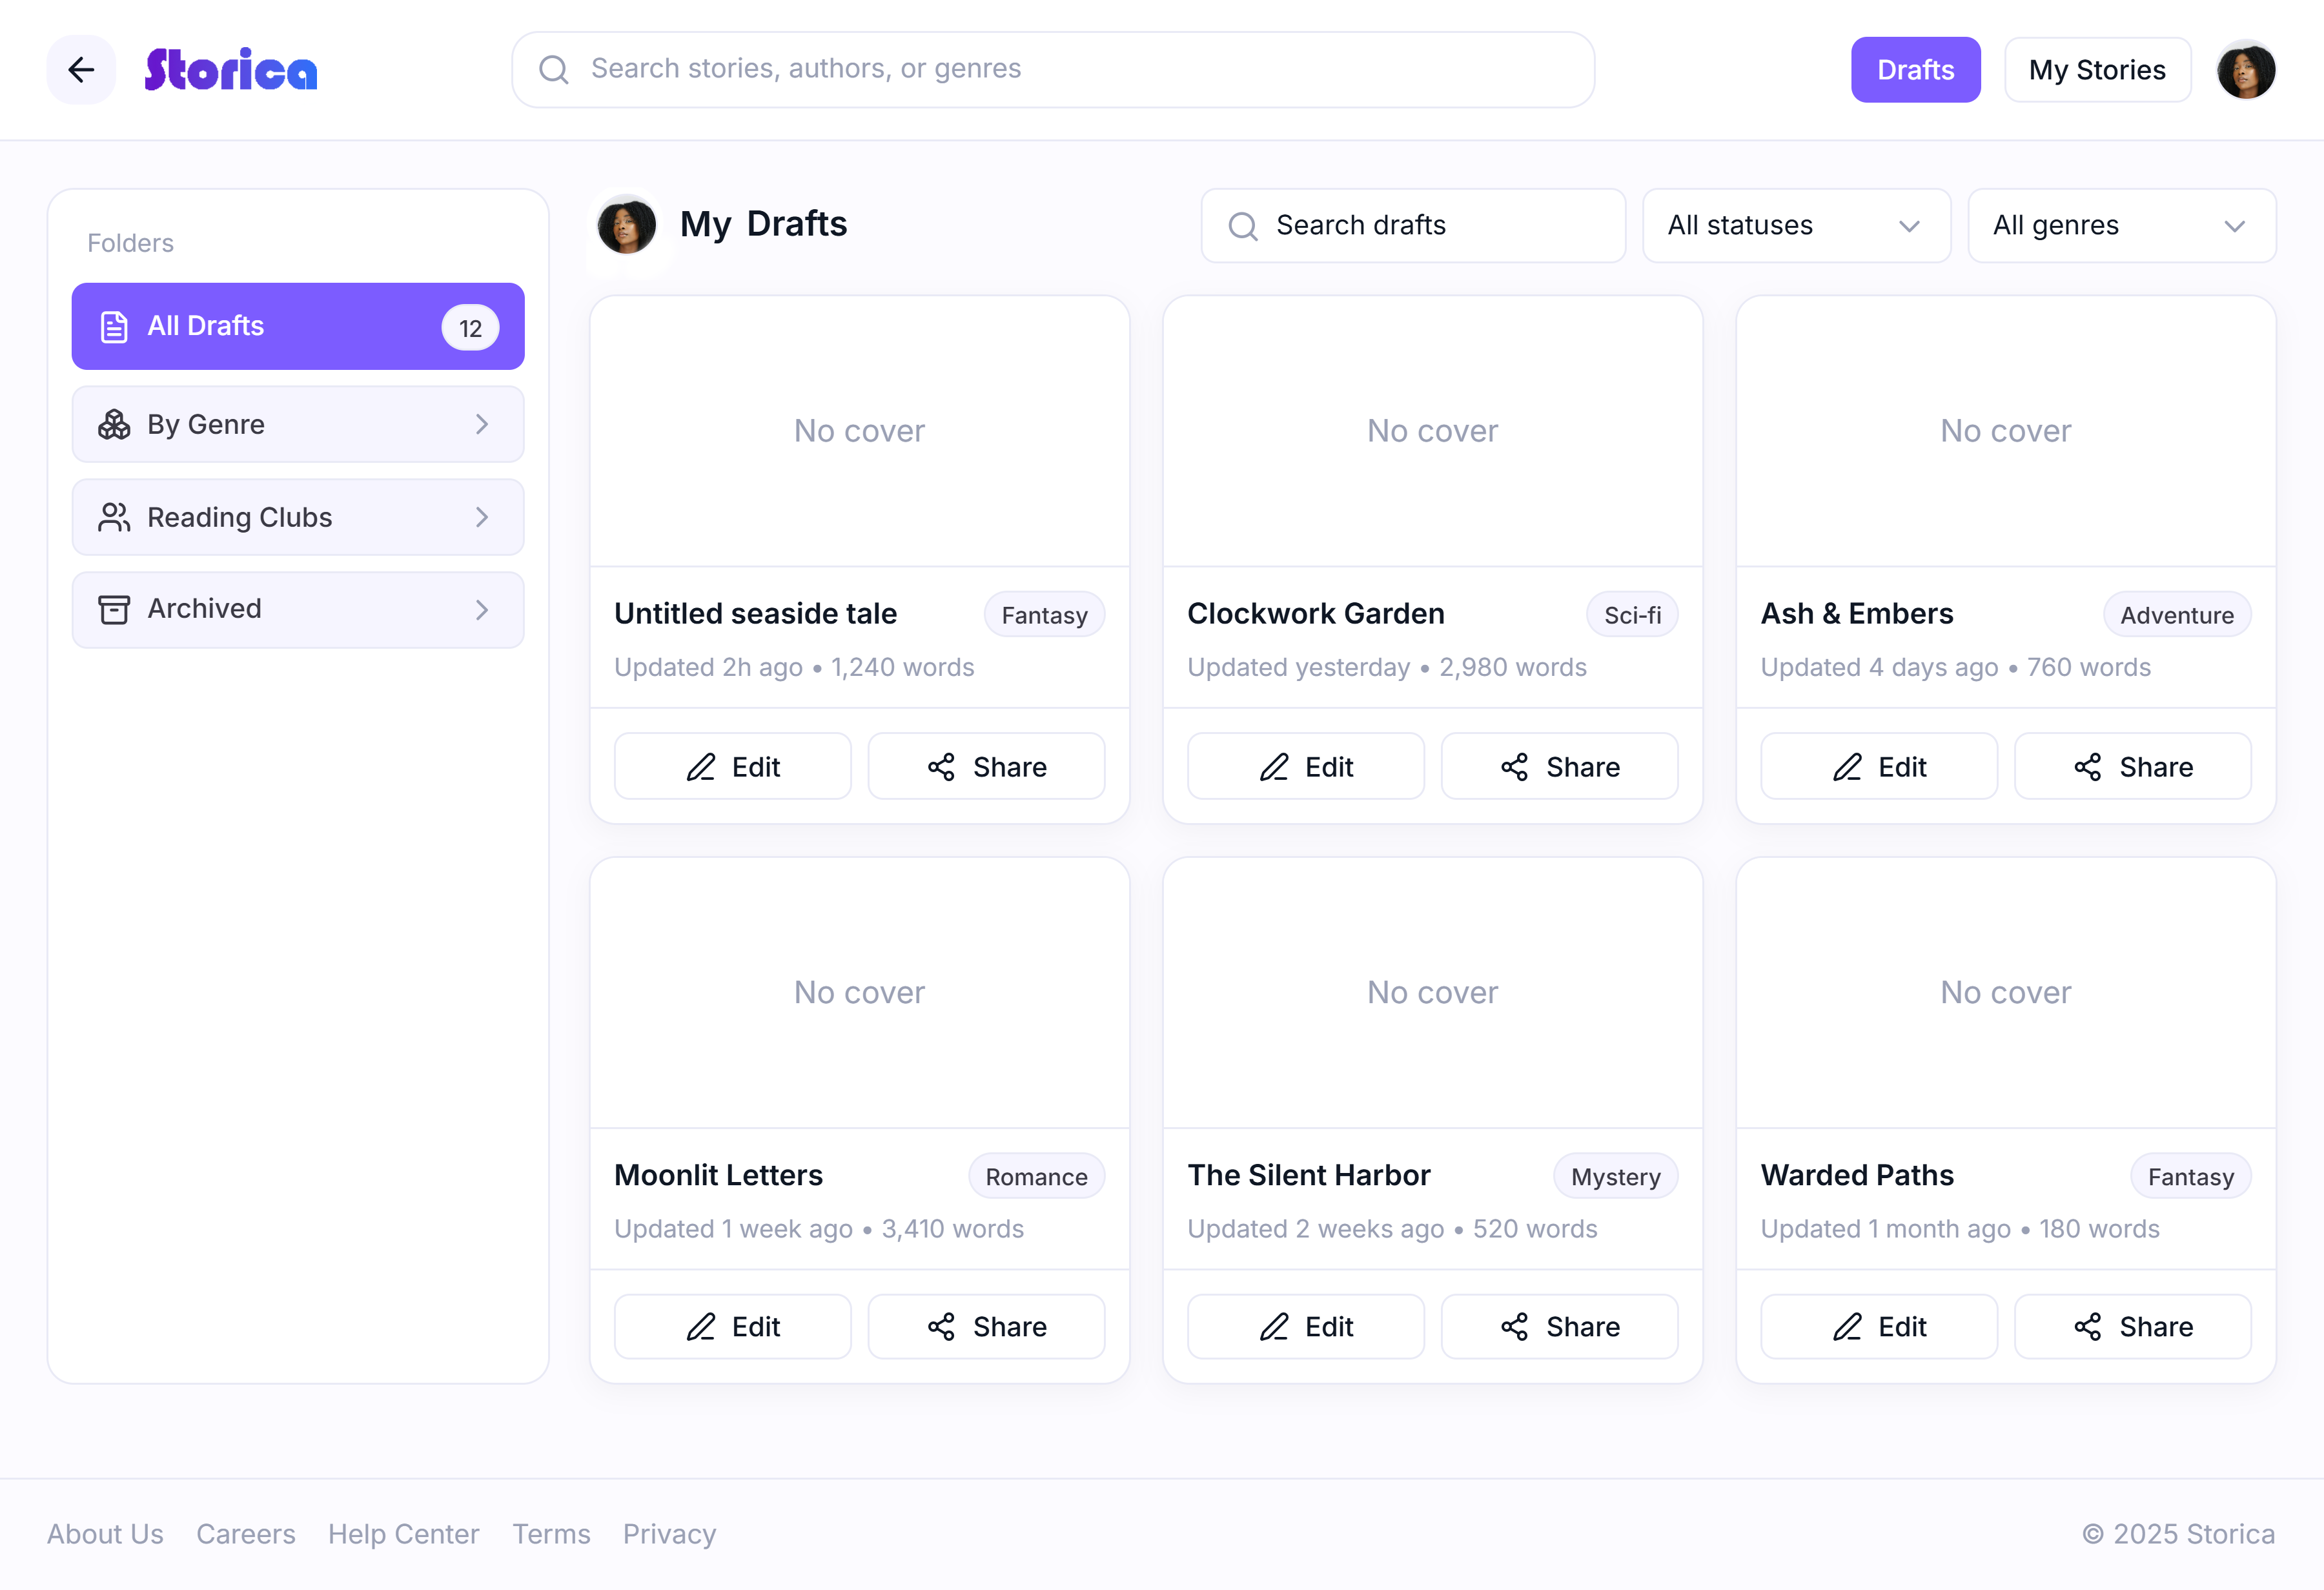 Storica
Search stories, authors, or genres
Drafts
My Stories
Folders
All Drafts
12
By Genre
Reading Clubs
Archived
My Drafts
Search drafts
All statuses
All genres
No cover
Untitled seaside tale
Fantasy
Updated 2h ago • 1,240 words
Edit
Share
No cover
Clockwork Garden
Sci-fi
Updated yesterday • 2,980 words
Edit
Share
No cover
Ash & Embers
Adventure
Updated 4 days ago • 760 words
Edit
Share
No cover
Moonlit Letters
Romance
Updated 1 week ago • 3,410 words
Edit
Share
No cover
The Silent Harbor
Mystery
Updated 2 weeks ago • 520 words
Edit
Share
No cover
Warded Paths
Fantasy
Updated 1 month ago • 180 words
Edit
Share
About Us
Careers
Help Center
Terms
Privacy
© 2025 Storica